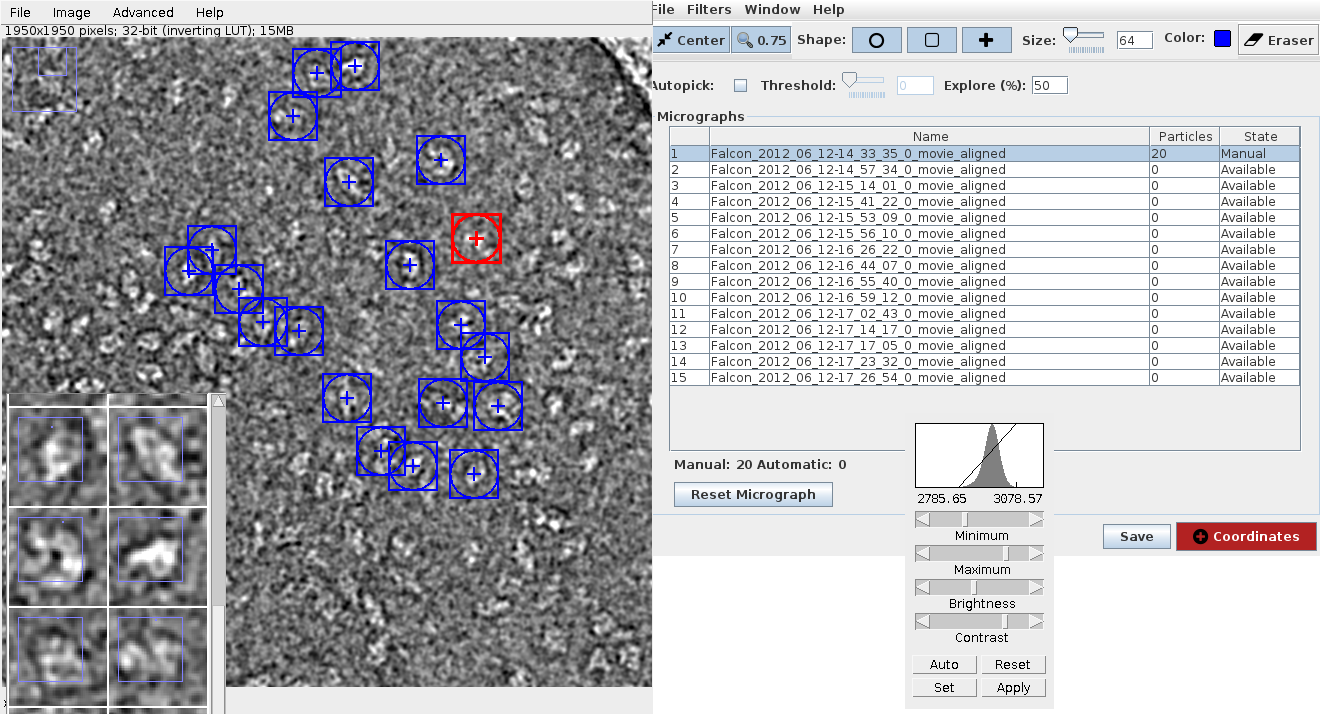 File Image Advanced Help
1950x1950 pixels; 32-bit (inverting LUT); 15MB
File Filters Window Help
Center 0.75 Shape: Size: 64 Color: Eraser
Autopick: Threshold: 0 Explore (%): 50
Micrographs
Name Particles State
1 Falcon_2012_06_12-14_33_35_0_movie_aligned 20 Manual
2 Falcon_2012_06_12-14_57_34_0_movie_aligned 0 Available
3 Falcon_2012_06_12-15_14_01_0_movie_aligned 0 Available
4 Falcon_2012_06_12-15_41_22_0_movie_aligned 0 Available
5 Falcon_2012_06_12-15_53_09_0_movie_aligned 0 Available
6 Falcon_2012_06_12-15_56_10_0_movie_aligned 0 Available
7 Falcon_2012_06_12-16_26_22_0_movie_aligned 0 Available
8 Falcon_2012_06_12-16_44_07_0_movie_aligned 0 Available
9 Falcon_2012_06_12-16_55_40_0_movie_aligned 0 Available
10 Falcon_2012_06_12-16_59_12_0_movie_aligned 0 Available
11 Falcon_2012_06_12-17_02_43_0_movie_aligned 0 Available
12 Falcon_2012_06_12-17_14_17_0_movie_aligned 0 Available
13 Falcon_2012_06_12-17_17_05_0_movie_aligned 0 Available
14 Falcon_2012_06_12-17_23_32_0_movie_aligned 0 Available
15 Falcon_2012_06_12-17_26_54_0_movie_aligned 0 Available
Manual: 20 Automatic: 0
Reset Micrograph
2785.65 3078.57
Minimum
Maximum
Brightness
Contrast
Auto Reset
Set Apply
Save Coordinates